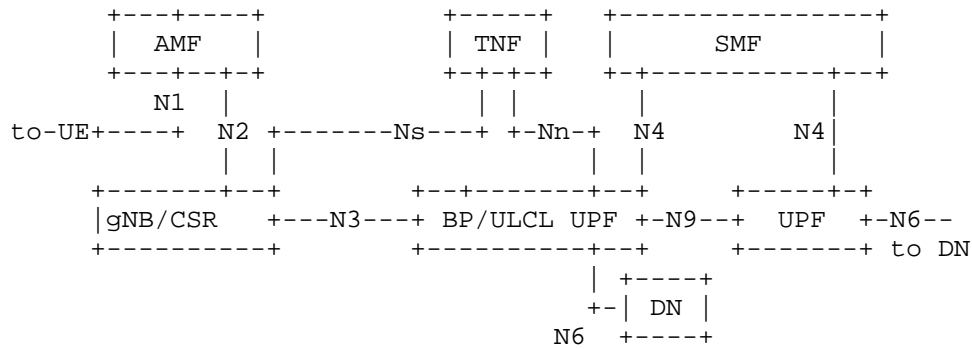 AMF TNF SMF
N1
to-UE N2 Ns Nn N4 N4
gNB/CSR N3 BP/ULCL UPF N9 UPF N6
to DN
DN
N6